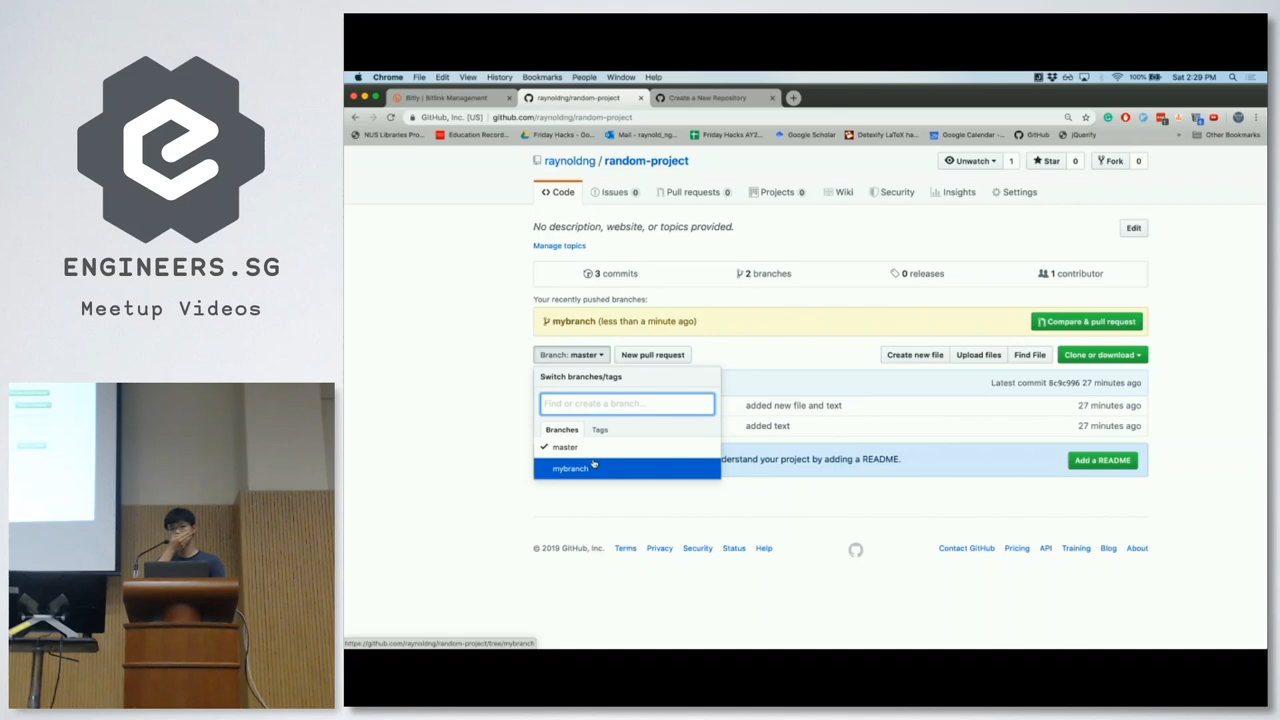 ENGINEERS.SG
Meetup Videos
Chrome File Edit View History Bookmarks People Window Help
100% Sat 2:29 PM
Bitly | Bitlink Management
raynoldng/random-project
Create a New Repository
GitHub, Inc. [US] github.com/raynoldng/random-project
NUS Libraries Pro... Education Record... Friday Hacks - Go... Mail - raynold_ng... Friday Hacks AY2... Google Scholar Detexify LaTeX ha... Google Calendar -... GitHub jQuerify Other Bookmarks
raynoldng / random-project
Unwatch 1 Star 0 Fork 0
Code Issues 0 Pull requests 0 Projects 0 Wiki Security Insights Settings
No description, website, or topics provided.
Edit
Manage topics
3 commits 2 branches 0 releases 1 contributor
Your recently pushed branches:
mybranch (less than a minute ago)
Compare & pull request
Branch: master New pull request Create new file Upload files Find File Clone or download
Switch branches/tags
Latest commit 8c9c996 27 minutes ago
Find or create a branch...
added new file and text 27 minutes ago
Branches Tags
added text 27 minutes ago
master
derstand your project by adding a README.
Add a README
mybranch
© 2019 GitHub, Inc. Terms Privacy Security Status Help
Contact GitHub Pricing API Training Blog About
https://github.com/raynoldng/random-project/tree/mybranch